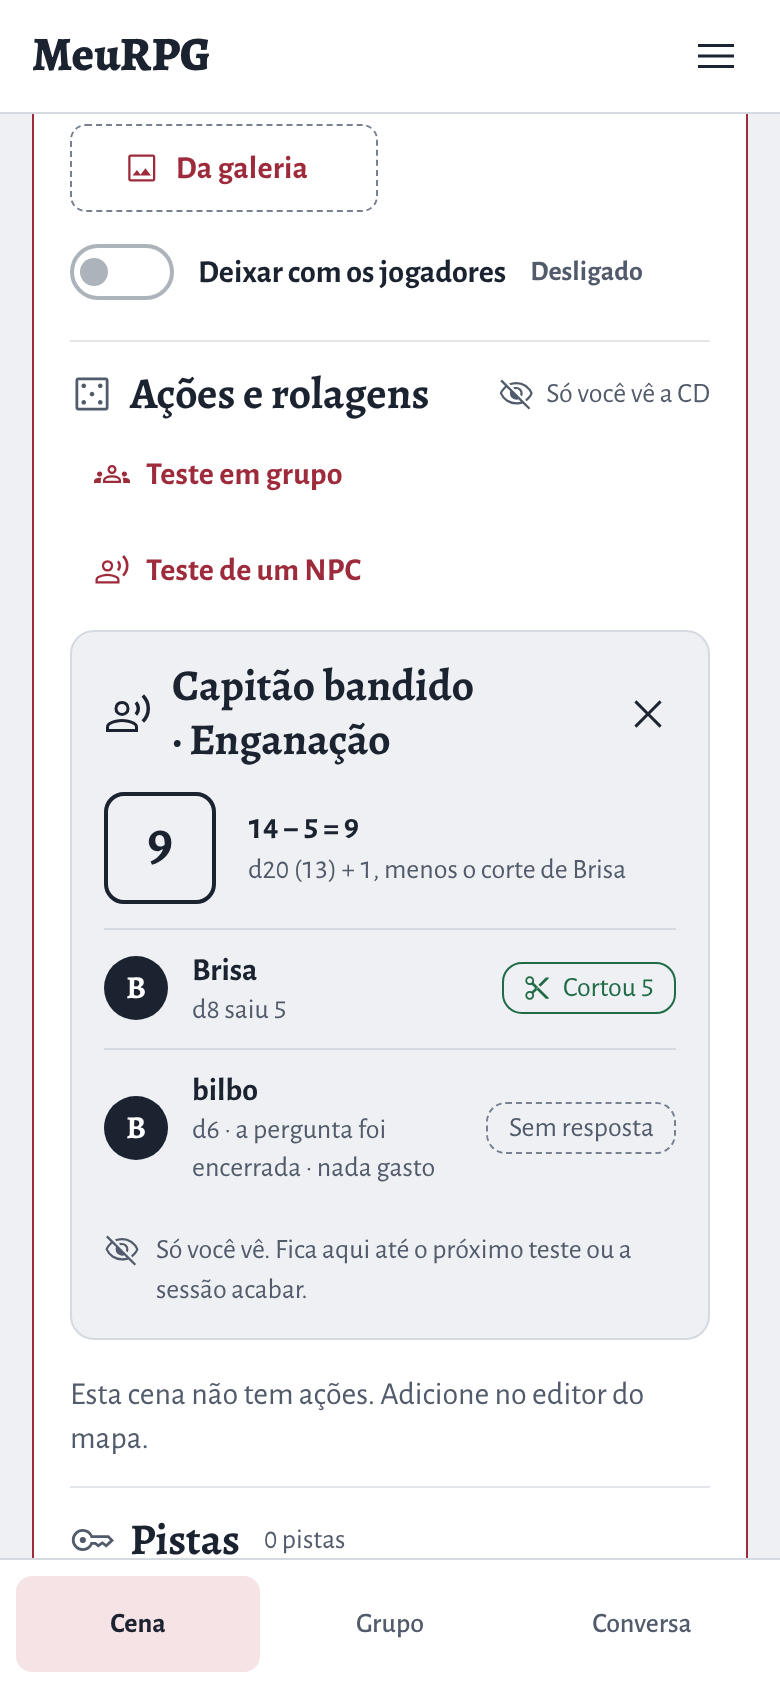 MeuRPG
Da galeria
Deixar com os jogadores Desligado
Ações e rolagens Só você vê a CD
Teste em grupo
Teste de um NPC
Capitão bandido
· Enganação
9
14 – 5 = 9
d20 (13) + 1, menos o corte de Brisa
B
Brisa
d8 saiu 5
Cortou 5
B
bilbo
d6 · a pergunta foi
encerrada · nada gasto
Sem resposta
Só você vê. Fica aqui até o próximo teste ou a
sessão acabar.
Esta cena não tem ações. Adicione no editor do
mapa.
Pistas 0 pistas
Cena Grupo Conversa